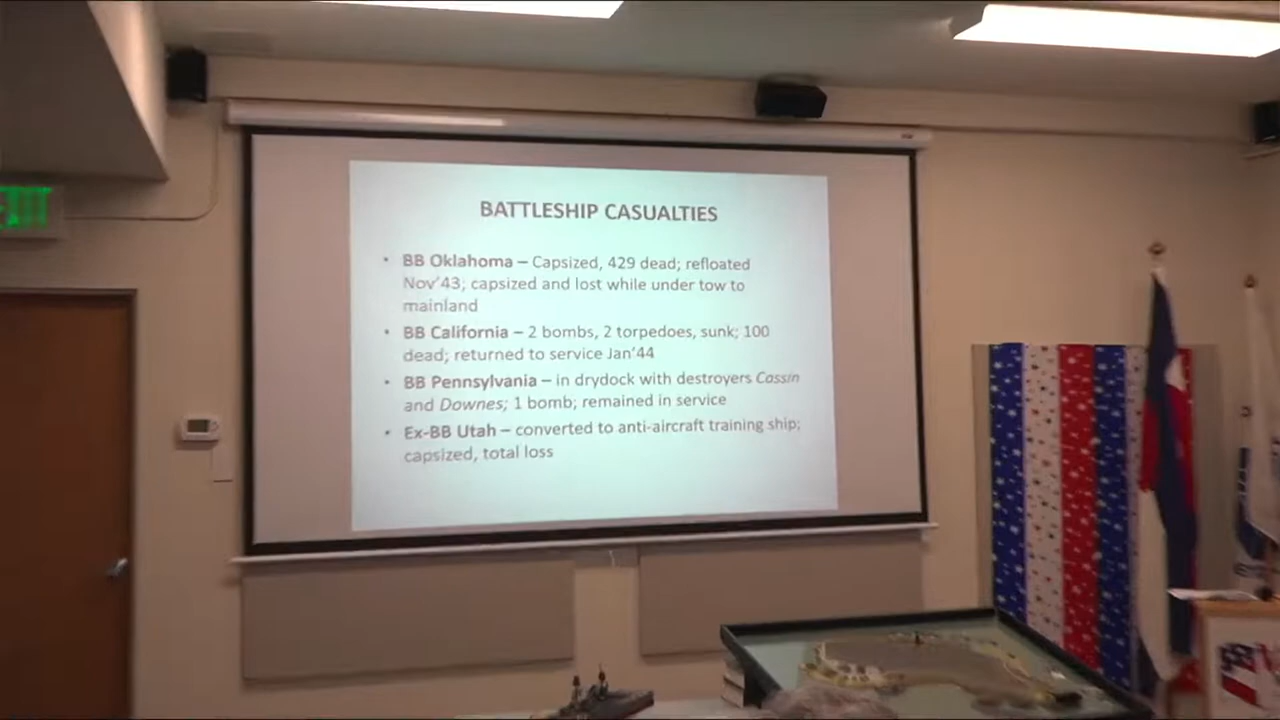 BATTLESHIP CASUALTIES
• BB Oklahoma – Capsized, 429 dead; refloated
Nov'43; capsized and lost while under tow to
mainland
• BB California – 2 bombs, 2 torpedoes, sunk; 100
dead; returned to service Jan'44
• BB Pennsylvania – in drydock with destroyers Cassin
and Downes; 1 bomb; remained in service
• Ex-BB Utah – converted to anti-aircraft training ship;
capsized, total loss